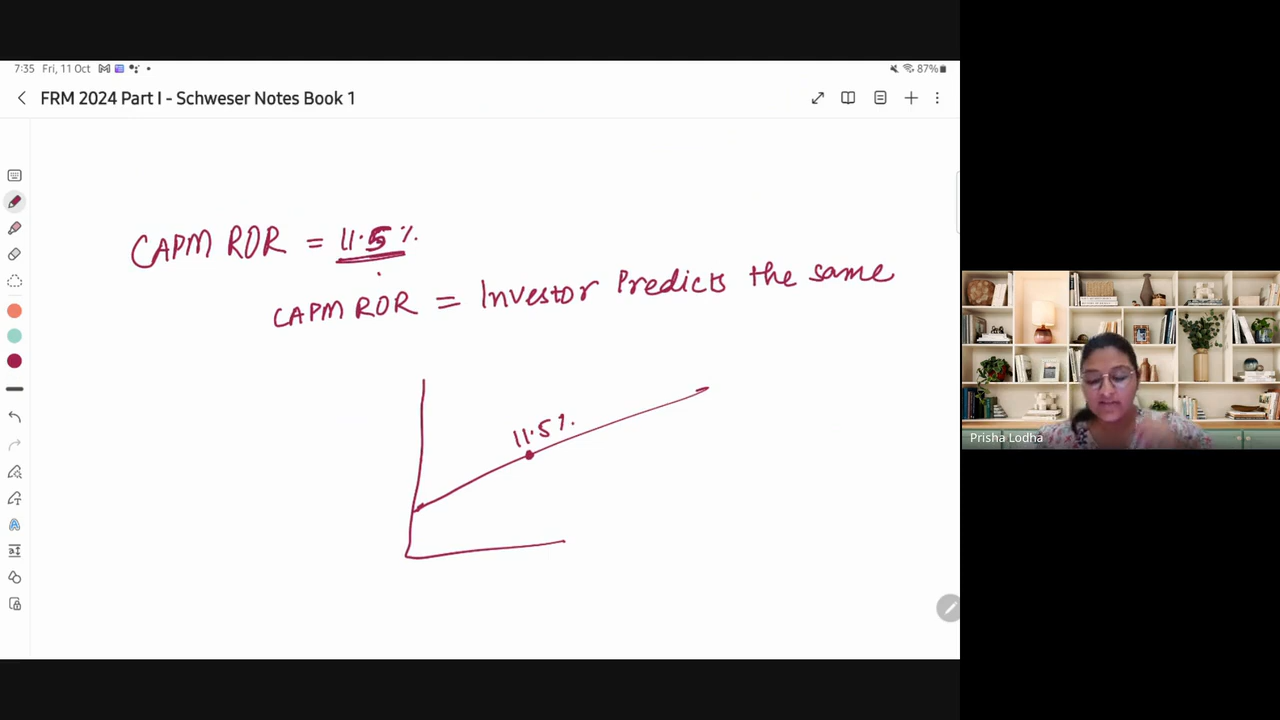 7:35 Fri, 11 Oct
87%
FRM 2024 Part I - Schweser Notes Book 1
CAPM ROR = 11.5%
CAPM ROR = Investor Predicts the same
11.5%
Prisha Lodha